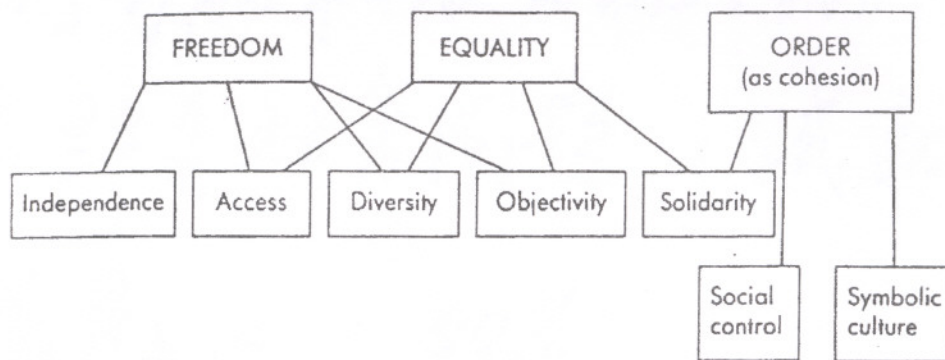 FREEDOM
EQUALITY
ORDER
(as cohesion)
Independence
Access
Diversity
Objectivity
Solidarity
Social
control
Symbolic
culture